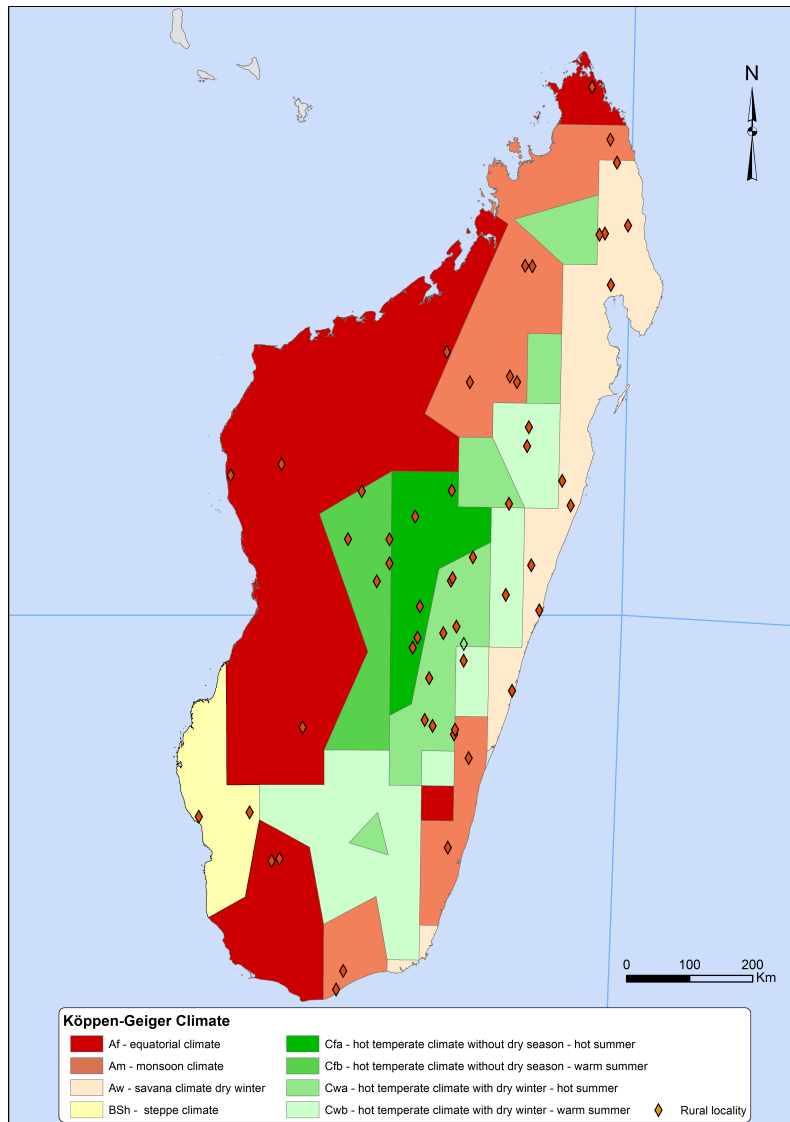 N
0 100 200
Km
Köppen-Geiger Climate
Af - equatorial climate
Am - monsoon climate
Aw - savana climate dry winter
BSh - steppe climate
Cfa - hot temperate climate without dry season - hot summer
Cfb - hot temperate climate without dry season - warm summer
Cwa - hot temperate climate with dry winter - hot summer
Cwb - hot temperate climate with dry winter - warm summer
Rural locality